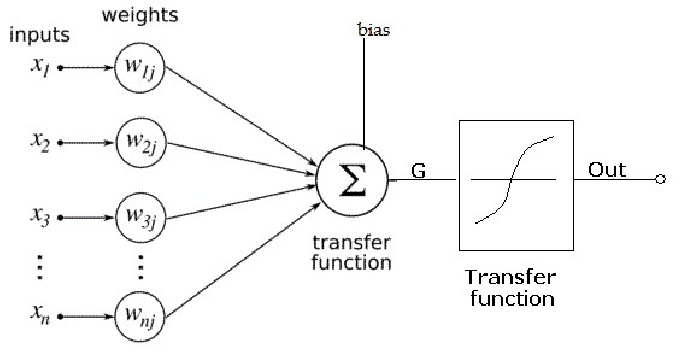 weights
bias
inputs
x1
w1j
x2
w2j
Σ
G
Out
x3
w3j
transfer
function
Transfer
function
xn
wnj